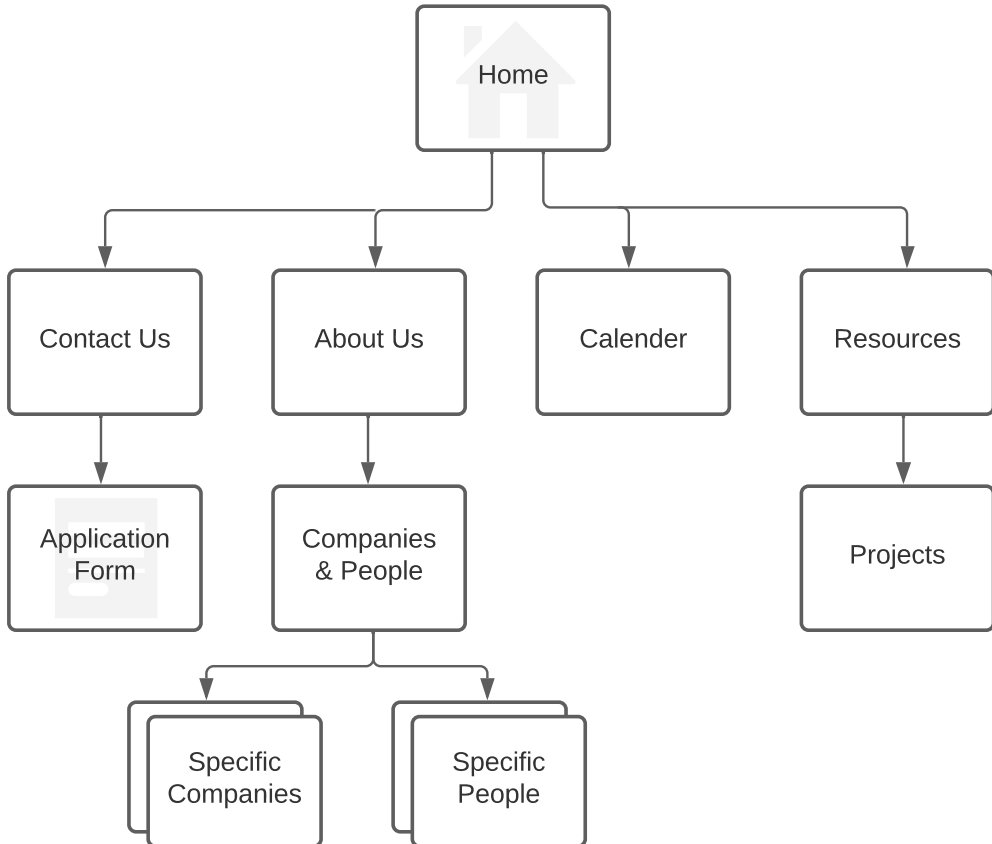 Home
Contact Us
About Us
Calender
Resources
Application
Form
Companies
& People
Projects
Specific
Companies
Specific
People